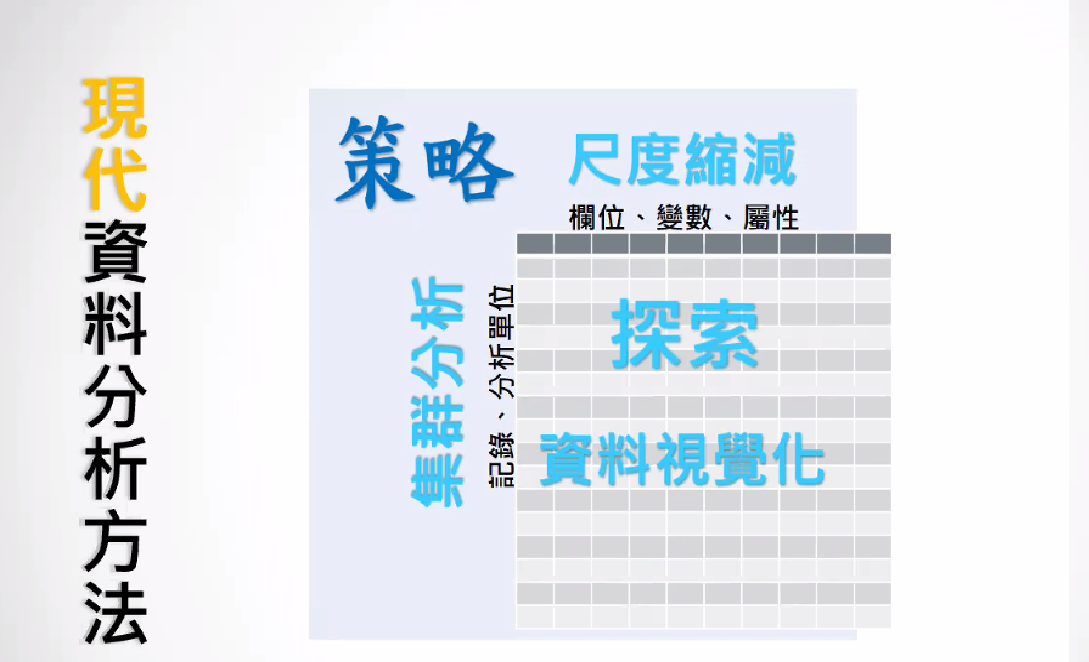 現代資料分析方法
策略
尺度縮減
欄位、變數、屬性
集群分析
記錄、分析單位
探索
資料視覺化